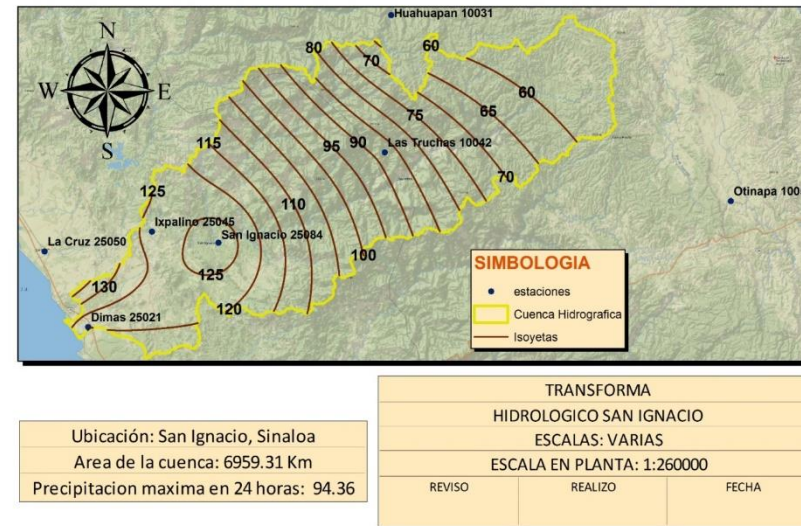 Huahuapan 10031
N
80
60
70
W
E
60
75
S
65
115
95
90
Las Truchas 10042
125
70
110
Otinapa 100
Ixpalino 25045
La Cruz 25050
San Ignacio 25084
100
SIMBOLOGIA
125
130
estaciones
120
Cuenca Hidrografica
Dimas 25021
Isoyetas
TRANSFORMA
HIDROLOGICO SAN IGNACIO
Ubicación: San Ignacio, Sinaloa
ESCALAS: VARIAS
Area de la cuenca: 6959.31 Km
ESCALA EN PLANTA: 1:260000
Precipitacion maxima en 24 horas: 94.36
REVISO
REALIZO
FECHA